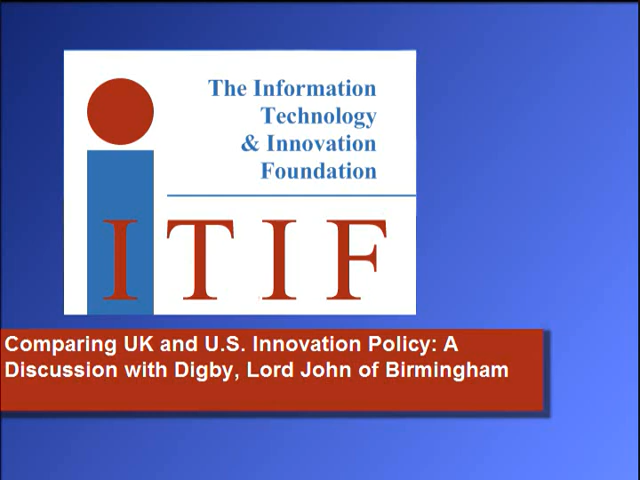 The Information
Technology
& Innovation
Foundation
ITIF
Comparing UK and U.S. Innovation Policy: A
Discussion with Digby, Lord John of Birmingham